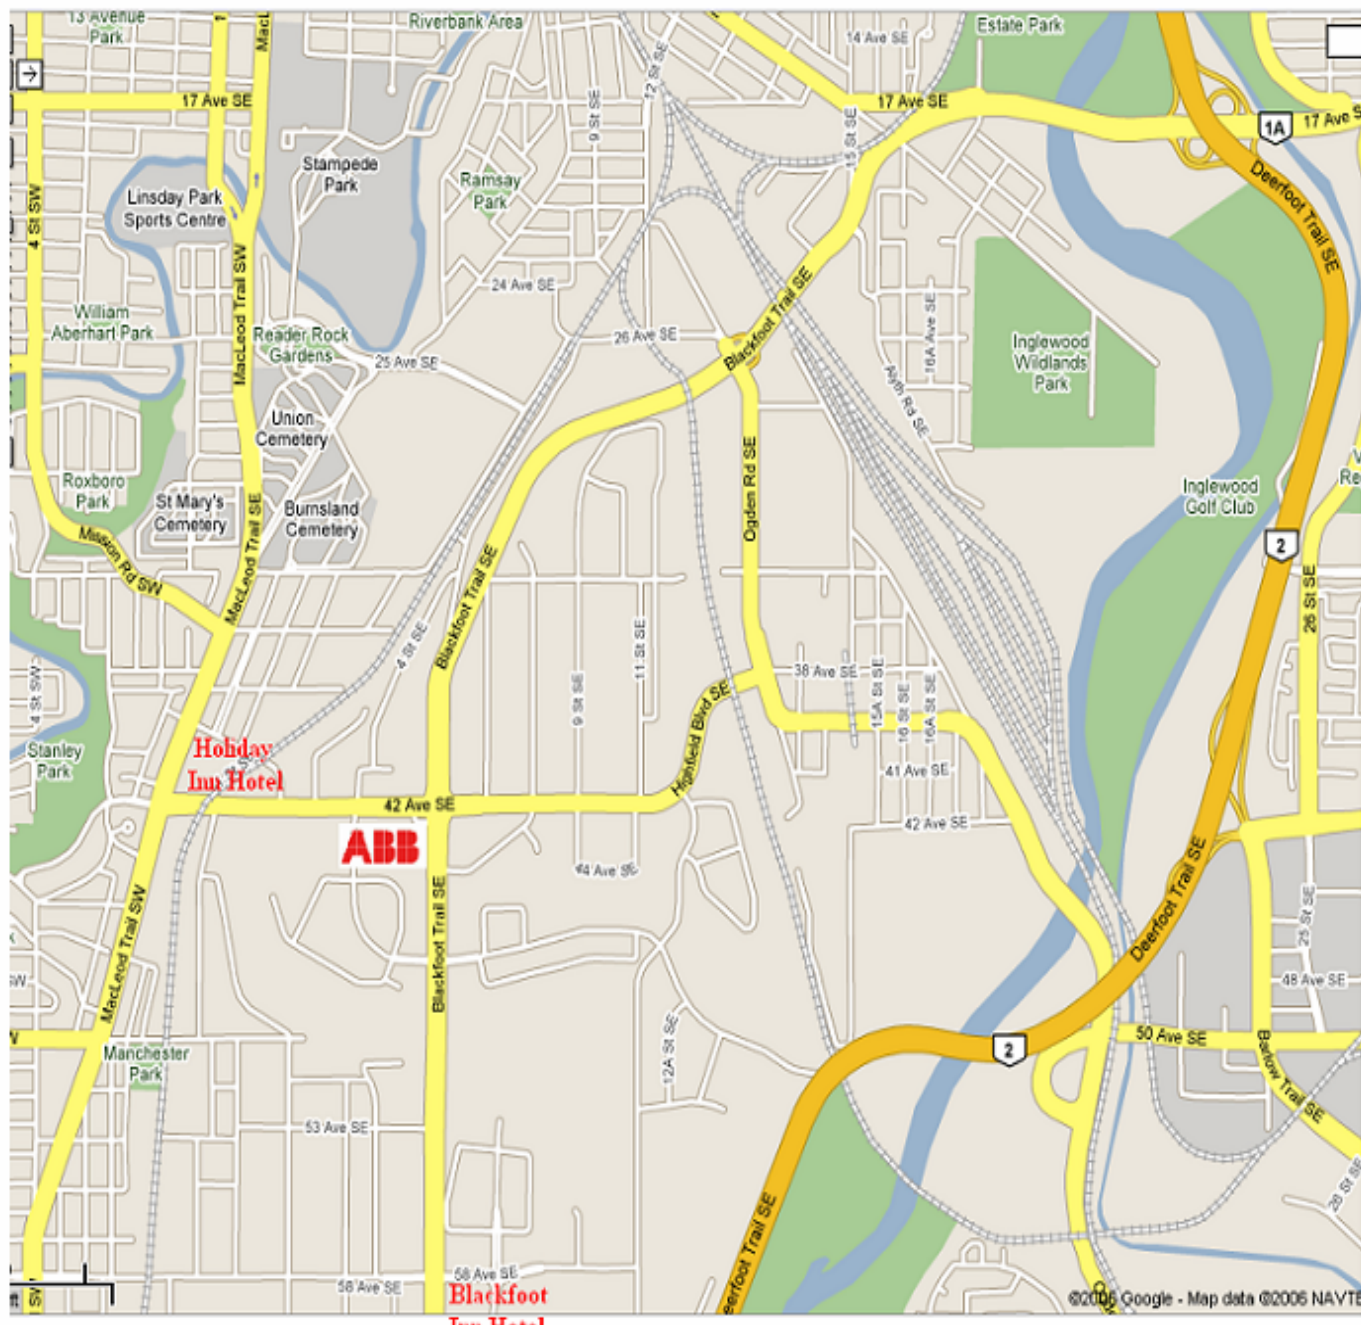 13 Avenue
Park
Riverbank Area
Estate Park
14 Ave SE
12 St SE
17 Ave SE
17 Ave SE
1A
17 Ave S
9 St SE
15 St SE
Stampede
Park
Ramsay
Park
Linsday Park
Sports Centre
4 St SW
Deerfoot Trail SE
MacLeod Trail SW
24 Ave SE
Blackfoot Trail SE
William
Aberhart Park
Reader Rock
Gardens
25 Ave SE
26 Ave SE
16A Ave SE
Inglewood
Wildlands
Park
Alyth Rd SE
Union
Cemetery
Roxboro
Park
St Mary's
Cemetery
Burnsland
Cemetery
Ogden Rd SE
Inglewood
Golf Club
2
Mission Rd SW
MacLeod Trail SE
Blackfoot Trail SE
26 St SE
4 St SE
11 St SE
4 St SW
9 St SE
38 Ave SE
15A St SE
16 St SE
16A St SE
Highfield Blvd SE
Stanley
Park
Holiday
Inn Hotel
41 Ave SE
42 Ave SE
42 Ave SE
ABB
44 Ave SE
MacLeod Trail SW
Blackfoot Trail SE
Deerfoot Trail SE
25 St SE
48 Ave SE
2
50 Ave SE
Manchester
Park
12A St SE
Barlow Trail SE
53 Ave SE
28 St SE
58 Ave SE
58 Ave SE
Blackfoot
Inn Hotel
eerfoot Trail SE
©2006 Google - Map data ©2006 NAVTE